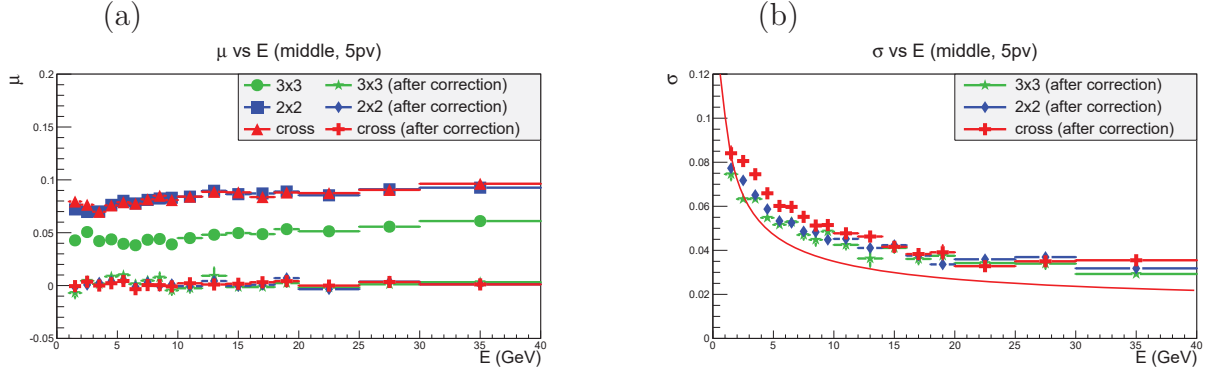 (a)
μ vs E (middle, 5pv)
μ
0.2
0.15
0.1
0.05
0
-0.05
3x3
3x3 (after correction)
2x2
2x2 (after correction)
cross
cross (after correction)
0 5 10 15 20 25 30 35 40
E (GeV)
(b)
σ vs E (middle, 5pv)
σ
0.12
0.1
0.08
0.06
0.04
0.02
0
3x3 (after correction)
2x2 (after correction)
cross (after correction)
0 5 10 15 20 25 30 35 40
E (GeV)